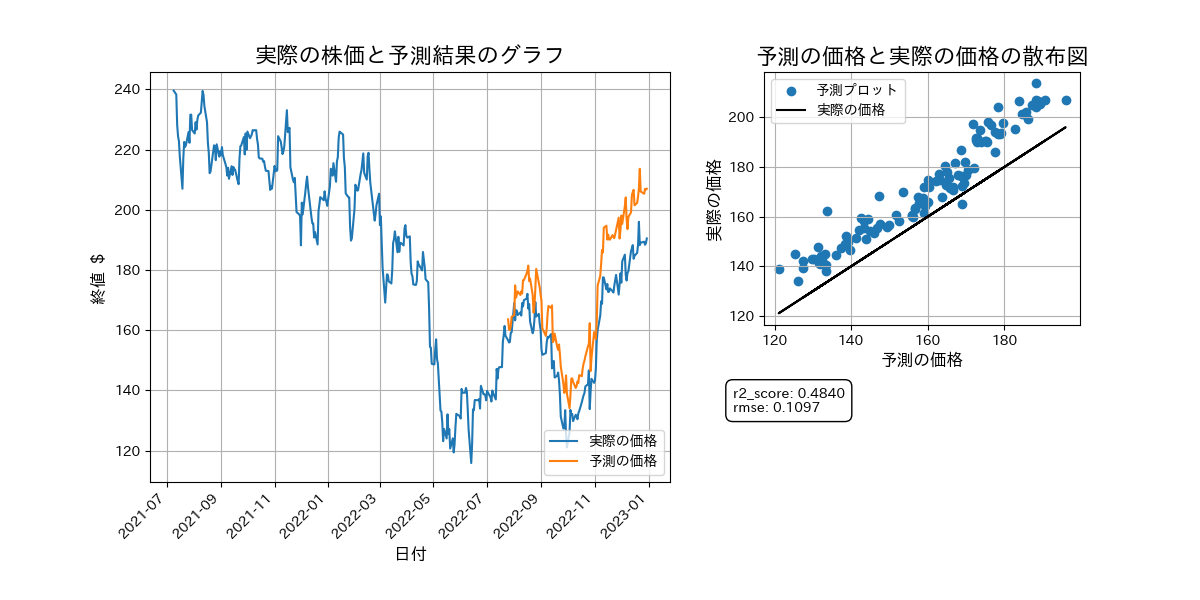 実際の株価と予測結果のグラフ
終値 $
240
220
200
180
160
140
120
2021-07
2021-09
2021-11
2022-01
2022-03
2022-05
2022-07
2022-09
2022-11
2023-01
日付
実際の価格
予測の価格
予測の価格と実際の価格の散布図
実際の価格
200
180
160
140
120
120
140
160
180
予測の価格
予測プロット
実際の価格
r2_score: 0.4840
rmse: 0.1097